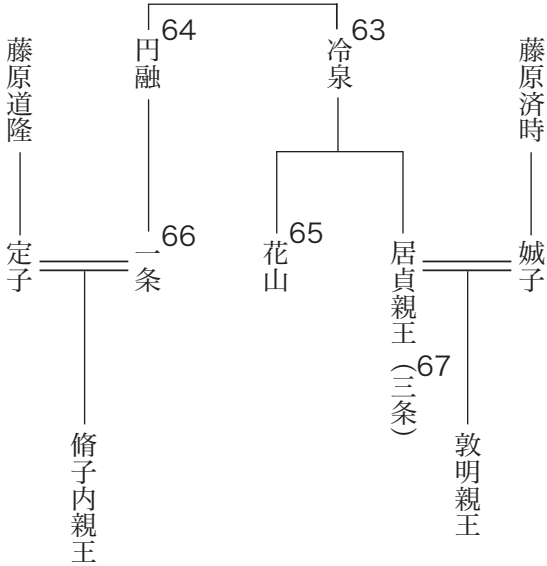 藤原済時
娍子
63
冷泉
居貞親王（三条）
67
敦明親王
65
花山
64
円融
66
一条
脩子内親王
藤原道隆
定子